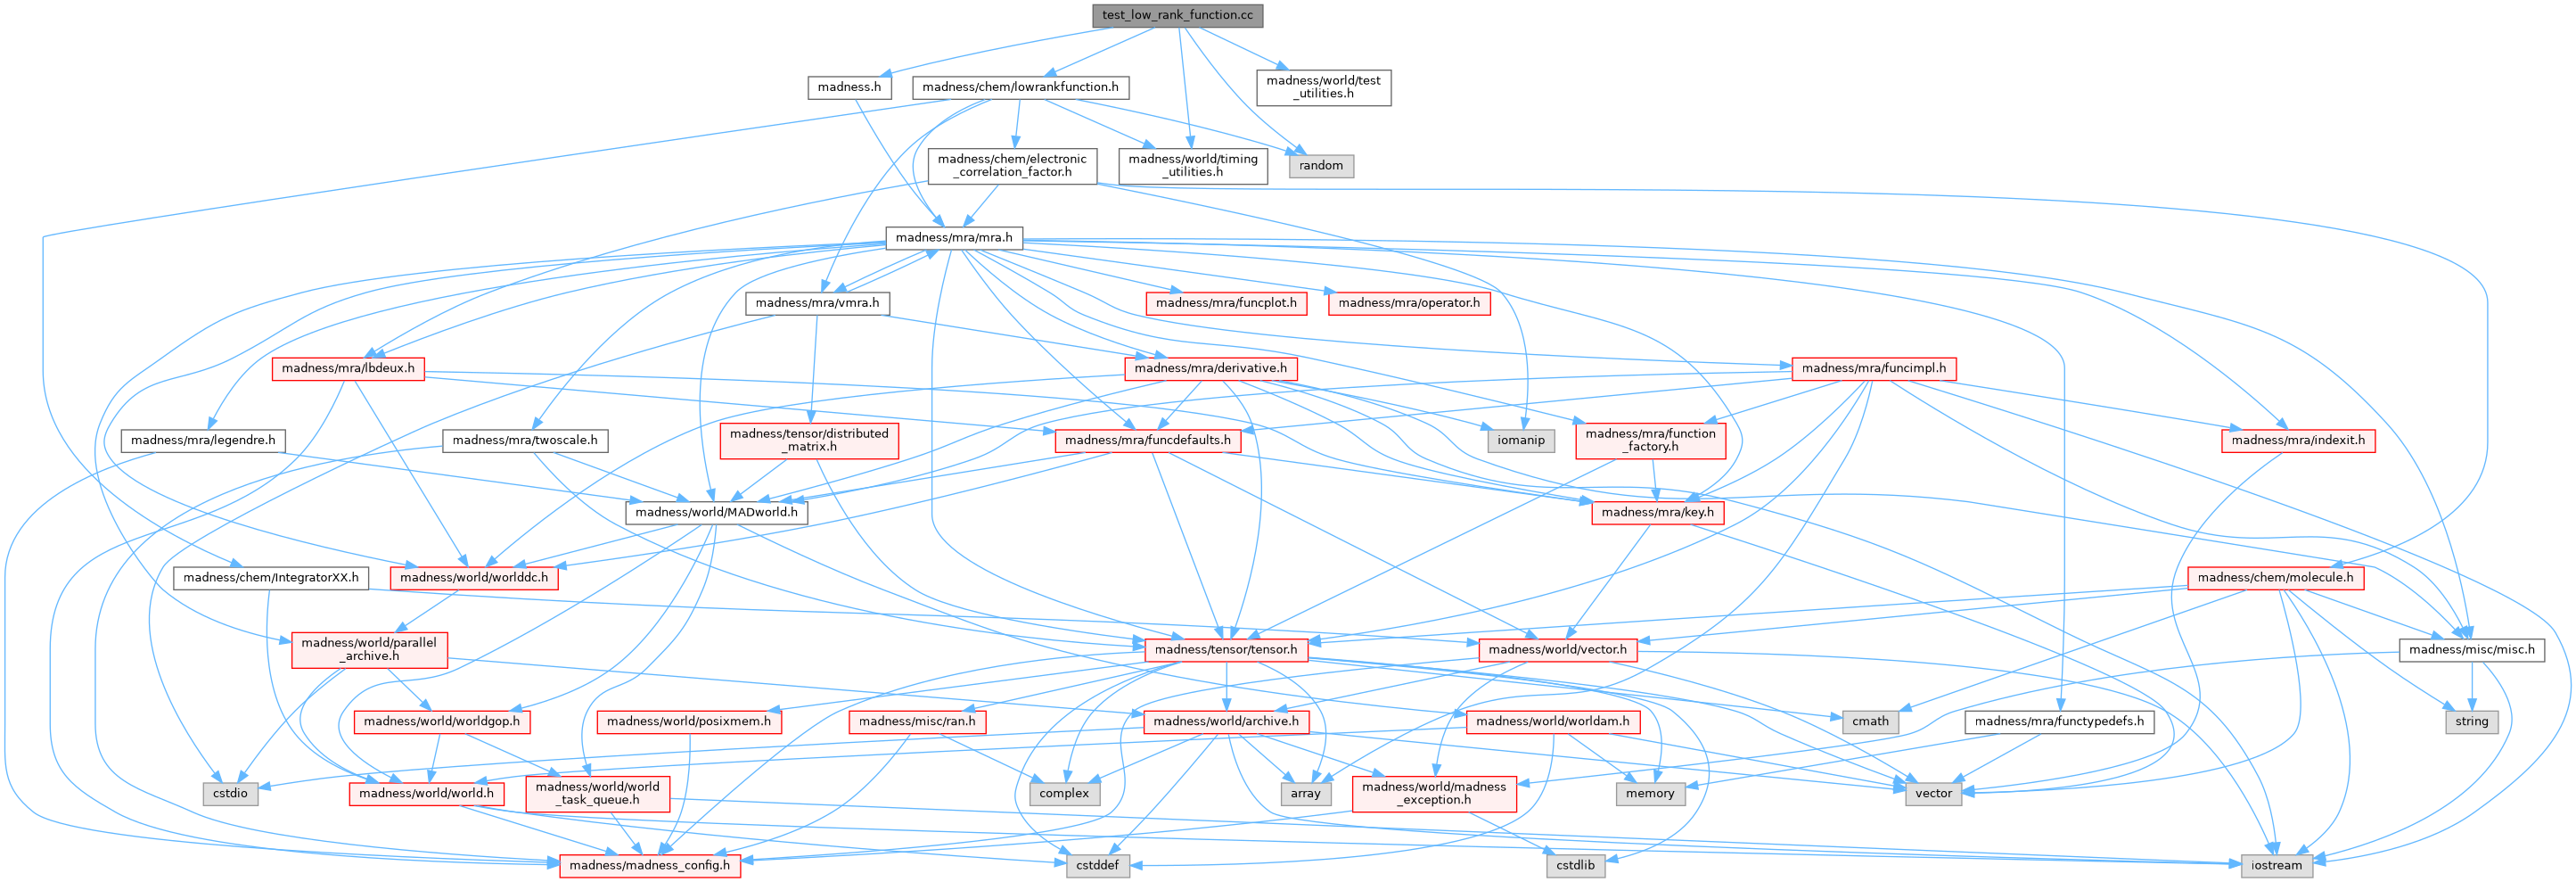 test_low_rank_function.cc
madness.h
madness/chem/lowrankfunction.h
madness/world/test
_utilities.h
madness/chem/electronic
_correlation_factor.h
madness/world/timing
_utilities.h
random
madness/mra/mra.h
madness/mra/vmra.h
madness/mra/funcplot.h
madness/mra/operator.h
madness/mra/lbdeux.h
madness/mra/derivative.h
madness/mra/funcimpl.h
madness/mra/legendre.h
madness/mra/twoscale.h
madness/tensor/distributed
_matrix.h
madness/mra/funcdefaults.h
iomanip
madness/mra/function
_factory.h
madness/mra/indexit.h
madness/world/MADworld.h
madness/mra/key.h
madness/chem/IntegratorXX.h
madness/world/worlddc.h
madness/chem/molecule.h
madness/world/parallel
_archive.h
madness/tensor/tensor.h
madness/world/vector.h
madness/misc/misc.h
madness/world/worldgop.h
madness/world/posixmem.h
madness/misc/ran.h
madness/world/archive.h
madness/world/worldam.h
cmath
madness/mra/functypedefs.h
string
cstdio
madness/world/world.h
madness/world/world
_task_queue.h
complex
array
madness/world/madness
_exception.h
memory
vector
madness/madness_config.h
cstddef
cstdlib
iostream